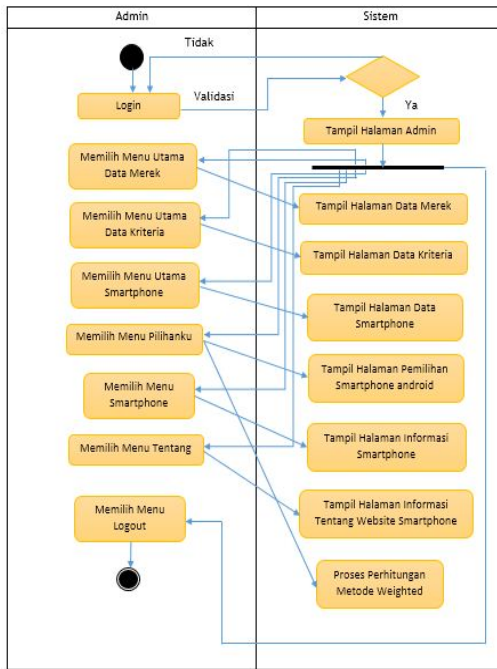 Admin
Sistem
Tidak
Login
Validasi
Ya
Tampil Halaman Admin
Memilih Menu Utama
Data Merek
Tampil Halaman Data Merek
Memilih Menu Utama
Data Kriteria
Tampil Halaman Data Kriteria
Memilih Menu Utama
Smartphone
Tampil Halaman Data
Smartphone
Memilih Menu Pilihanku
Tampil Halaman Pemilihan
Smartphone android
Memilih Menu
Smartphone
Tampil Halaman Informasi
Smartphone
Memilih Menu Tentang
Tampil Halaman Informasi
Tentang Website Smartphone
Memilih Menu
Logout
Proses Perhitungan
Metode Weighted